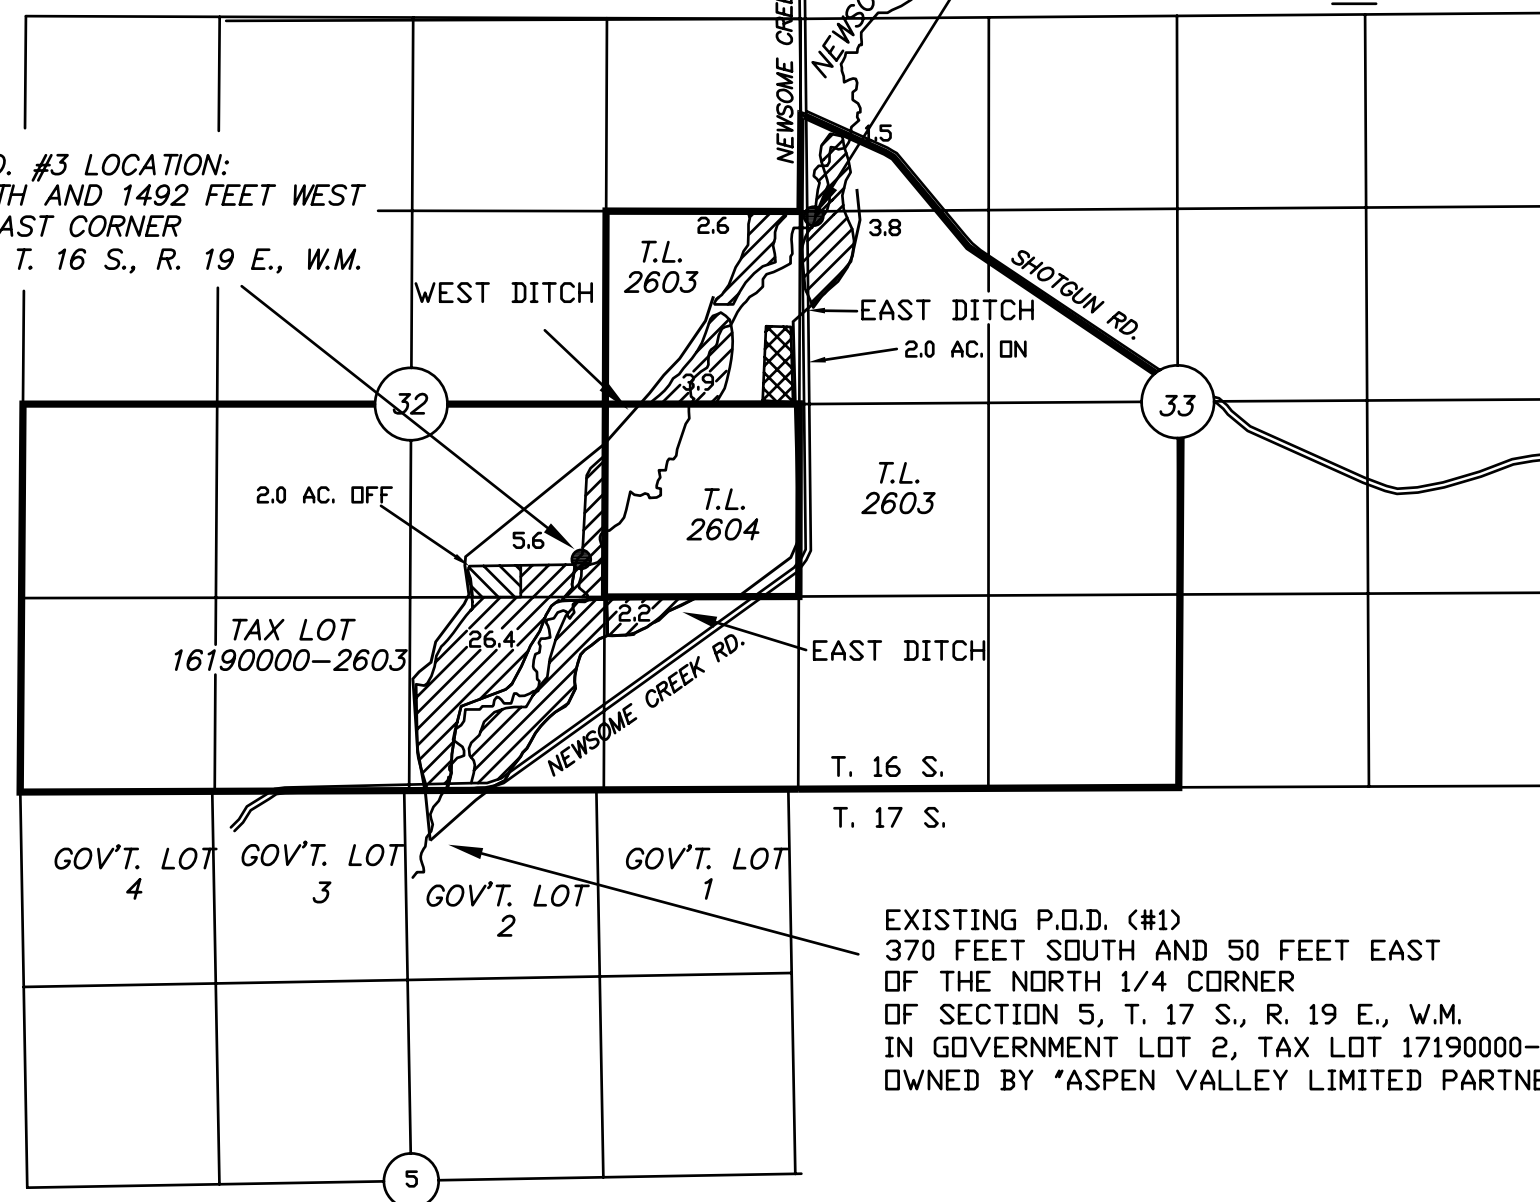 NEWSOME
NEWSO
1.5
#3 LOCATION:
AND 1492 FEET WEST
CORNER
T. 16 S., R. 19 E., W.M.
2.6
3.8
T.L.
2603
WEST DITCH
EAST DITCH
SHOTGUN RD.
2.0 AC. ON
3.9
32
33
2.0 AC. OFF
T.L.
2603
T.L.
2604
5.6
TAX LOT
16190000-2603
26.4
2.2
EAST DITCH
NEWSOME CREEK RD.
T. 16 S.
T. 17 S.
GOV'T. LOT
4
GOV'T. LOT
3
GOV'T. LOT
2
GOV'T. LOT
1
EXISTING P.O.D. (#1)
370 FEET SOUTH AND 50 FEET EAST
OF THE NORTH 1/4 CORNER
OF SECTION 5, T. 17 S., R. 19 E., W.M.
IN GOVERNMENT LOT 2, TAX LOT 17190000-
OWNED BY "ASPEN VALLEY LIMITED PARTNE
5